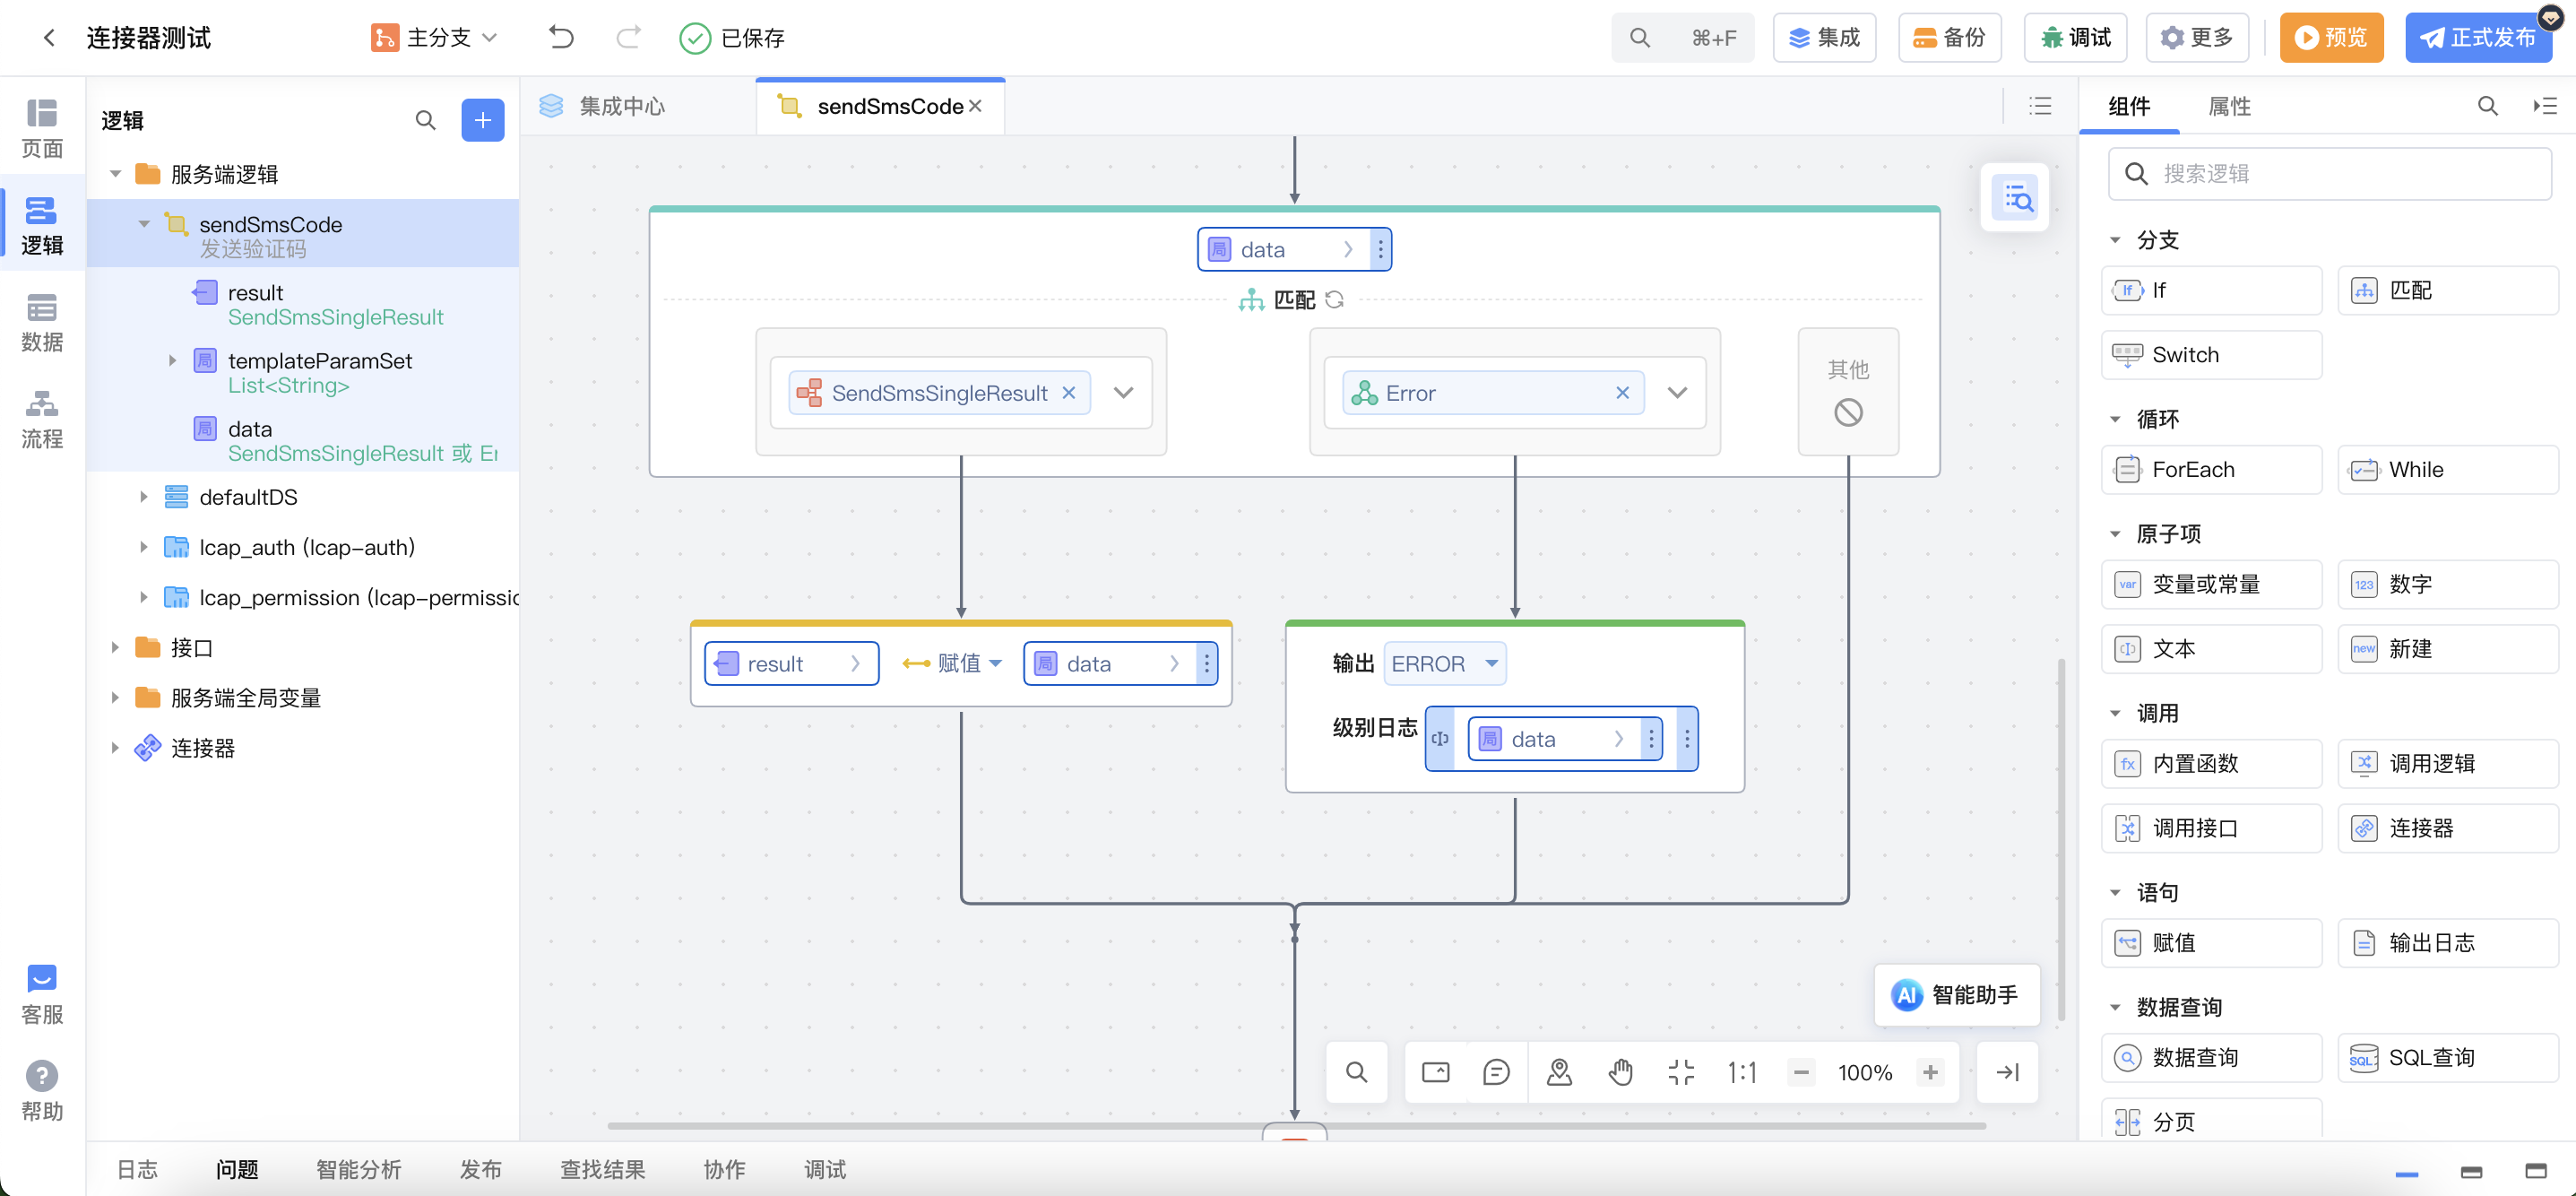 连接器测试
主分支
已保存
⌘+F
集成
备份
调试
更多
预览
正式发布
页面
逻辑
数据
流程
客服
帮助
逻辑
服务端逻辑
sendSmsCode
发送验证码
result
SendSmsSingleResult
templateParamSet
List<String>
data
SendSmsSingleResult 或 Er
defaultDS
lcap_auth (lcap-auth)
lcap_permission (lcap-permissio
接口
服务端全局变量
连接器
集成中心
sendSmsCode
局 data
匹配
SendSmsSingleResult
Error
其他
result
赋值
局 data
输出 ERROR
级别日志
局 data
AI 智能助手
1:1
100%
组件
属性
搜索逻辑
分支
If
匹配
Switch
循环
ForEach
While
原子项
var 变量或常量
123 数字
文本
new 新建
调用
fx 内置函数
调用逻辑
调用接口
连接器
语句
赋值
输出日志
数据查询
数据查询
SQL SQL查询
分页
日志
问题
智能分析
发布
查找结果
协作
调试